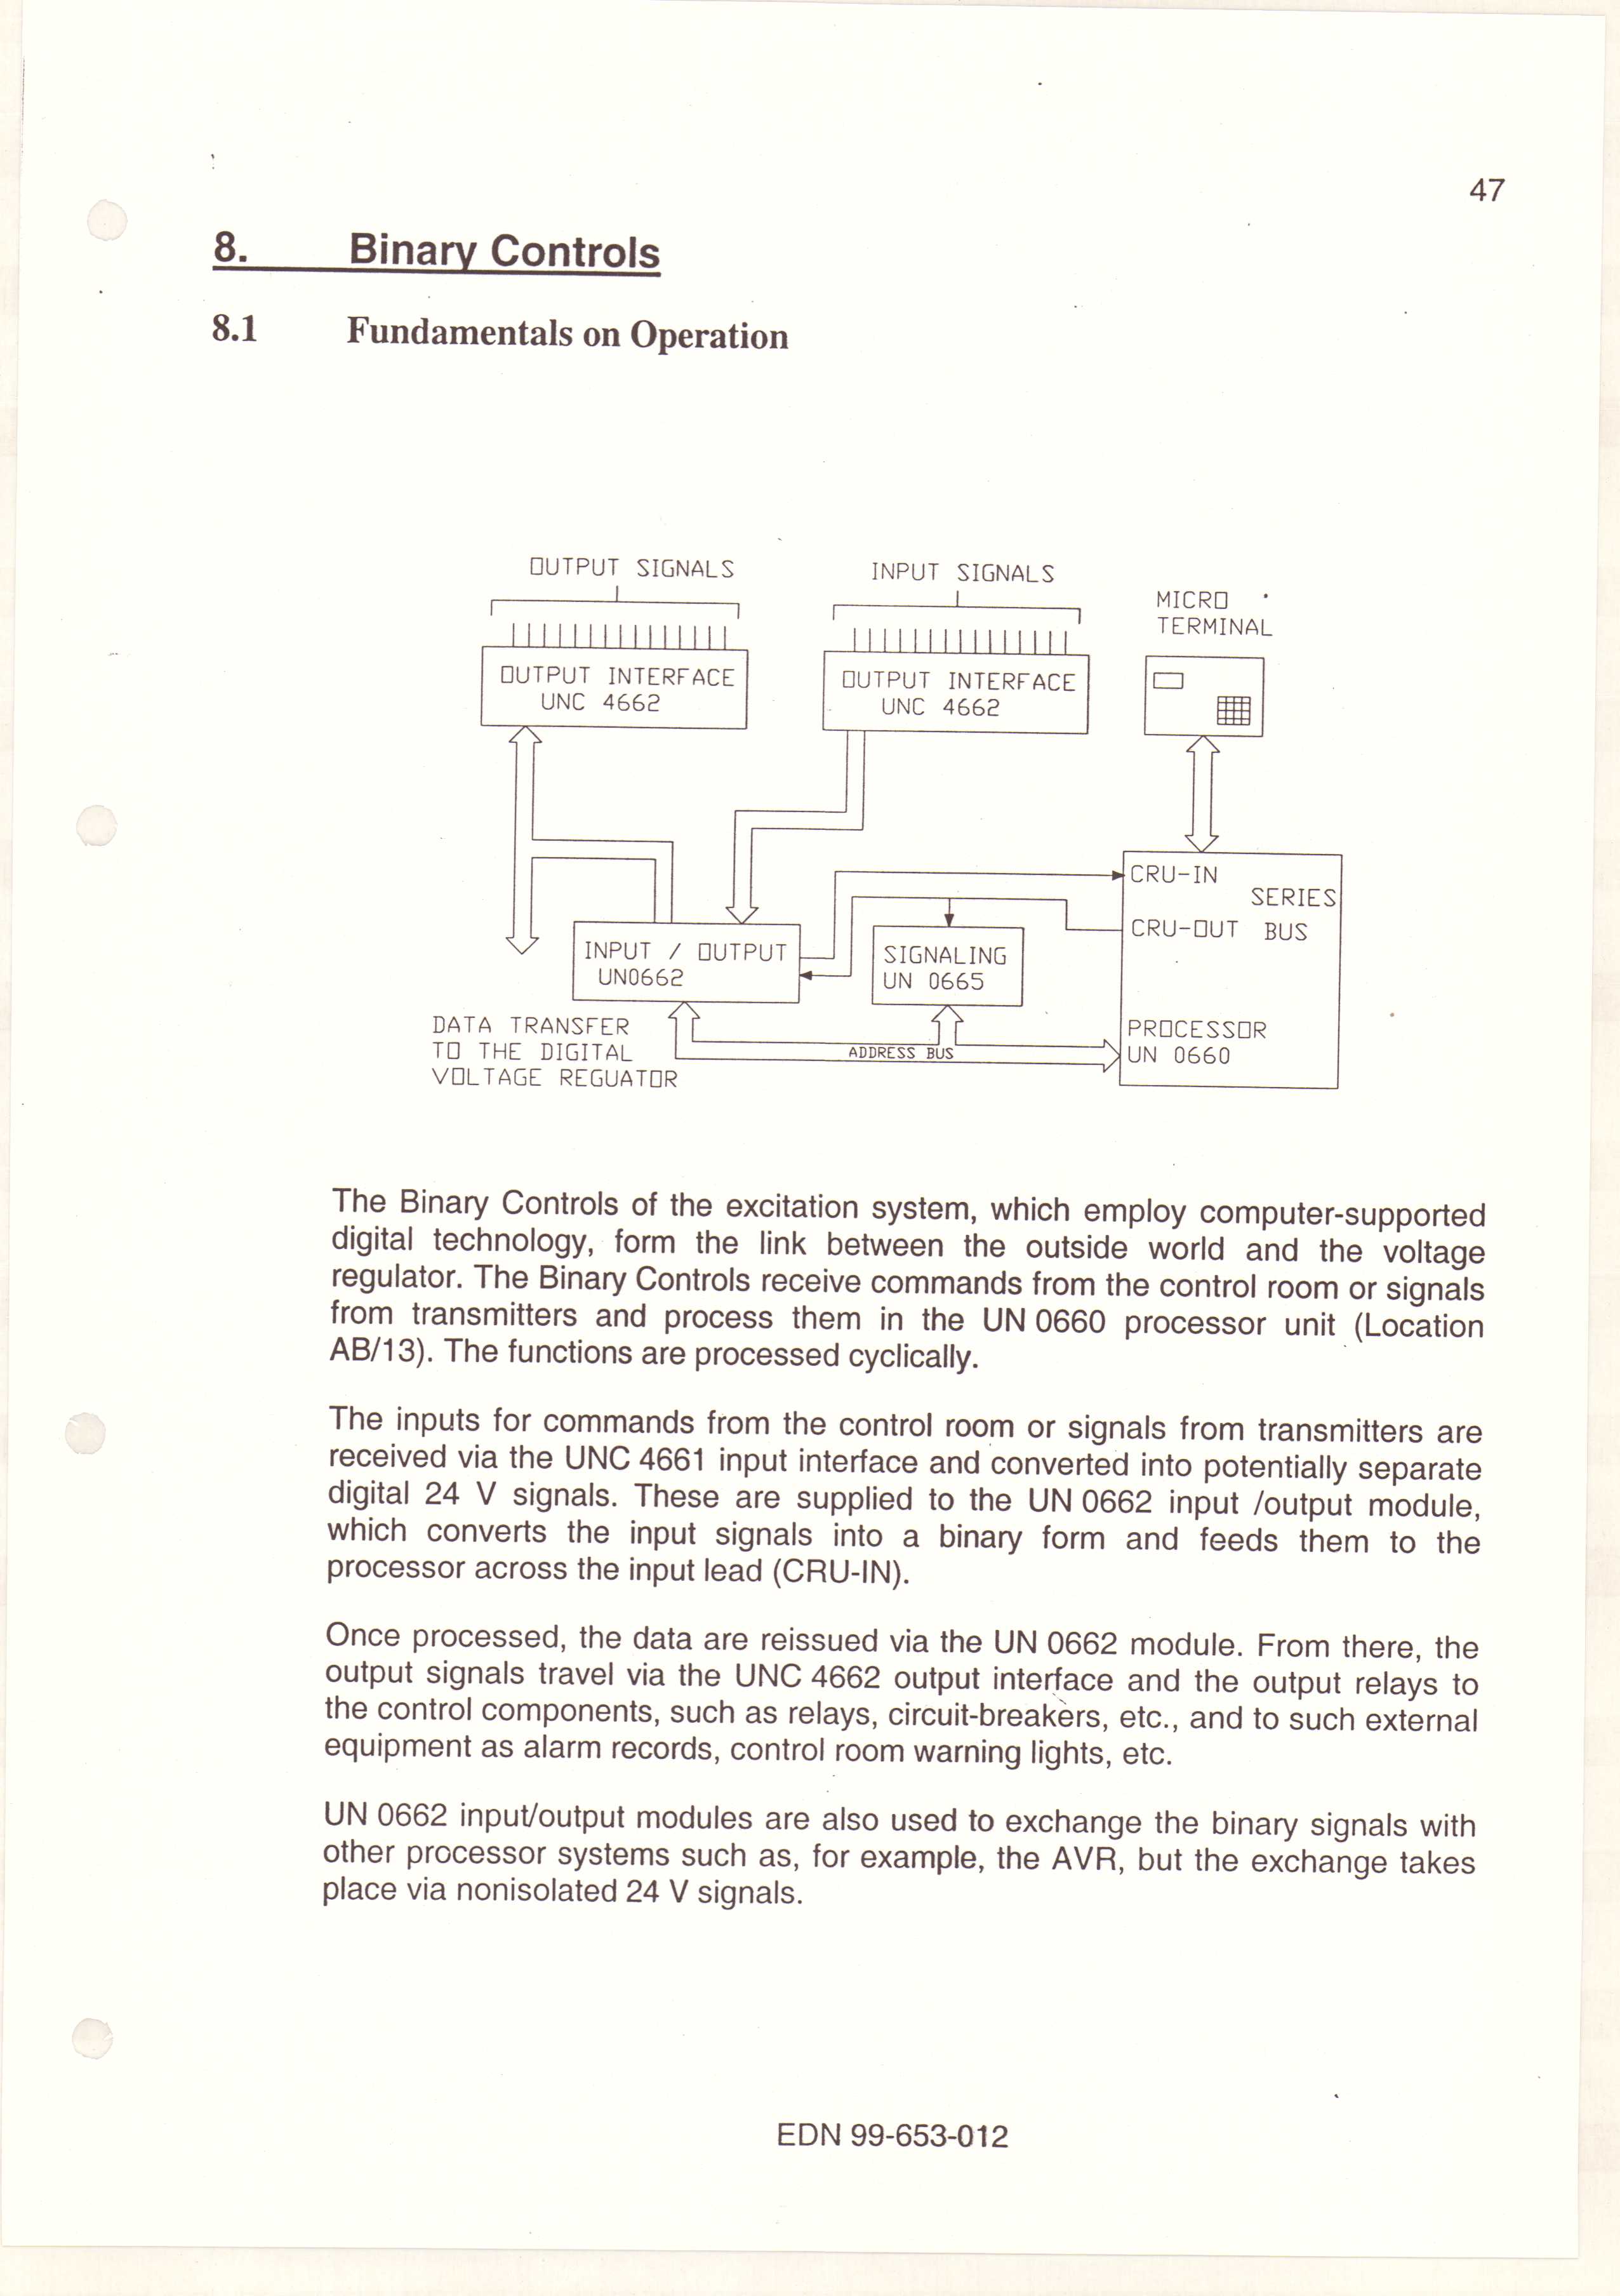 47
8. Binary Controls
8.1 Fundamentals on Operation
OUTPUT SIGNALS
INPUT SIGNALS
MICRO
TERMINAL
OUTPUT INTERFACE
UNC 4662
OUTPUT INTERFACE
UNC 4662
CRU-IN
SERIES
CRU-OUT BUS
INPUT / OUTPUT
UN0662
SIGNALING
UN 0665
DATA TRANSFER
TO THE DIGITAL
VOLTAGE REGUATOR
ADDRESS BUS
PROCESSOR
UN 0660
The Binary Controls of the excitation system, which employ computer-supported
digital technology, form the link between the outside world and the voltage
regulator. The Binary Controls receive commands from the control room or signals
from transmitters and process them in the UN 0660 processor unit (Location
AB/13). The functions are processed cyclically.
The inputs for commands from the control room or signals from transmitters are
received via the UNC 4661 input interface and converted into potentially separate
digital 24 V signals. These are supplied to the UN 0662 input /output module,
which converts the input signals into a binary form and feeds them to the
processor across the input lead (CRU-IN).
Once processed, the data are reissued via the UN 0662 module. From there, the
output signals travel via the UNC 4662 output interface and the output relays to
the control components, such as relays, circuit-breakers, etc., and to such external
equipment as alarm records, control room warning lights, etc.
UN 0662 input/output modules are also used to exchange the binary signals with
other processor systems such as, for example, the AVR, but the exchange takes
place via nonisolated 24 V signals.
EDN 99-653-012